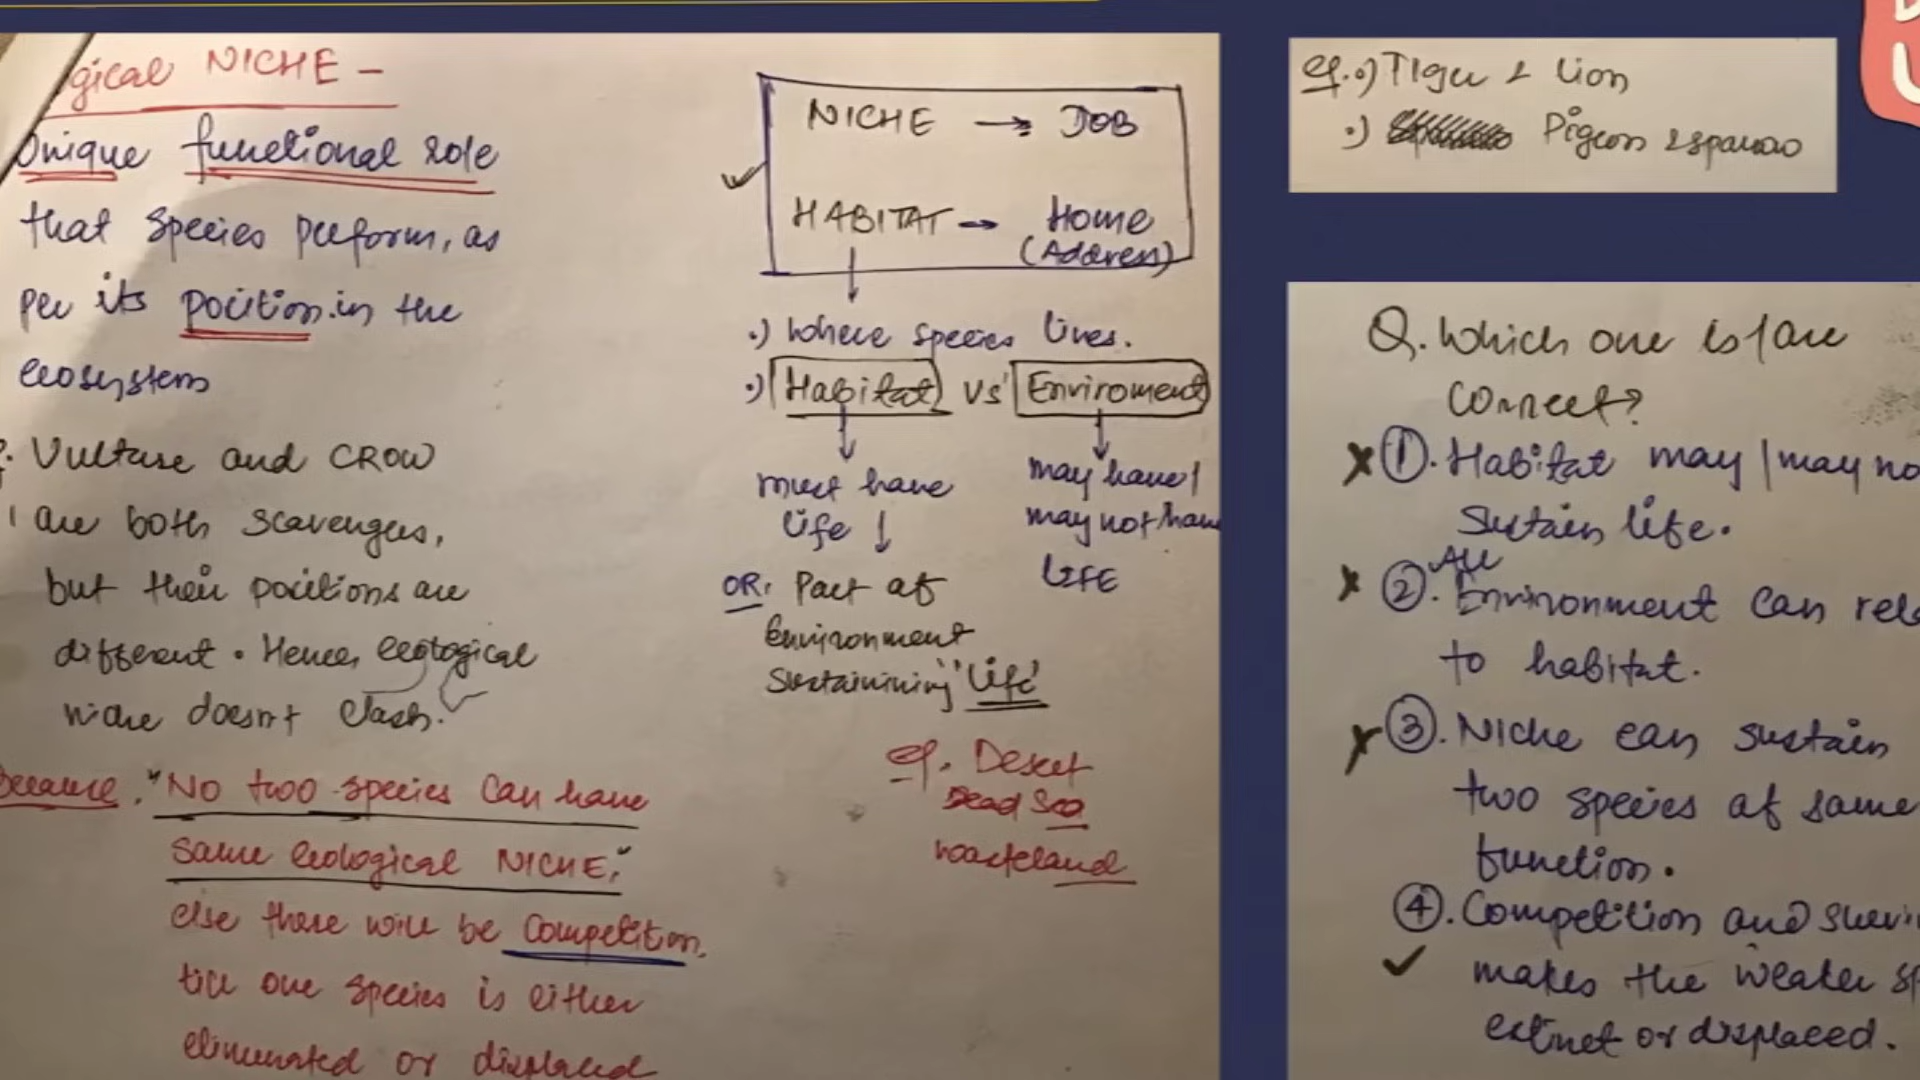 gical NICHE -
Unique functional role
that species perform, as
per its position in the
ecosystem
Vulture and CROW
are both scavengers,
but their positions are
different. Hence, ecological
niche doesn't clash.
Because. "No two species can have
same ecological NICHE."
else there will be competition,
till one species is either
eliminated or displaced
NICHE → JOB
HABITAT → Home
(Address)
•) Where species lives.
•) Habitat VS Enviroment
must have
life
may have/
may not have
LIFE
OR: Part of
Environment
Sustaining "Life"
eg. Desert
Dead Sea
wasteland
eg. •) Tiger & Lion
•) Pigeon & sparrow
Q. Which one is/are
correct?
① Habitat may/may no
sustain life.
② All Environment can rel
to habitat.
③ Niche can sustain
two species of same
function.
④ Competition and
makes the weaker sp
extinct or displaced.